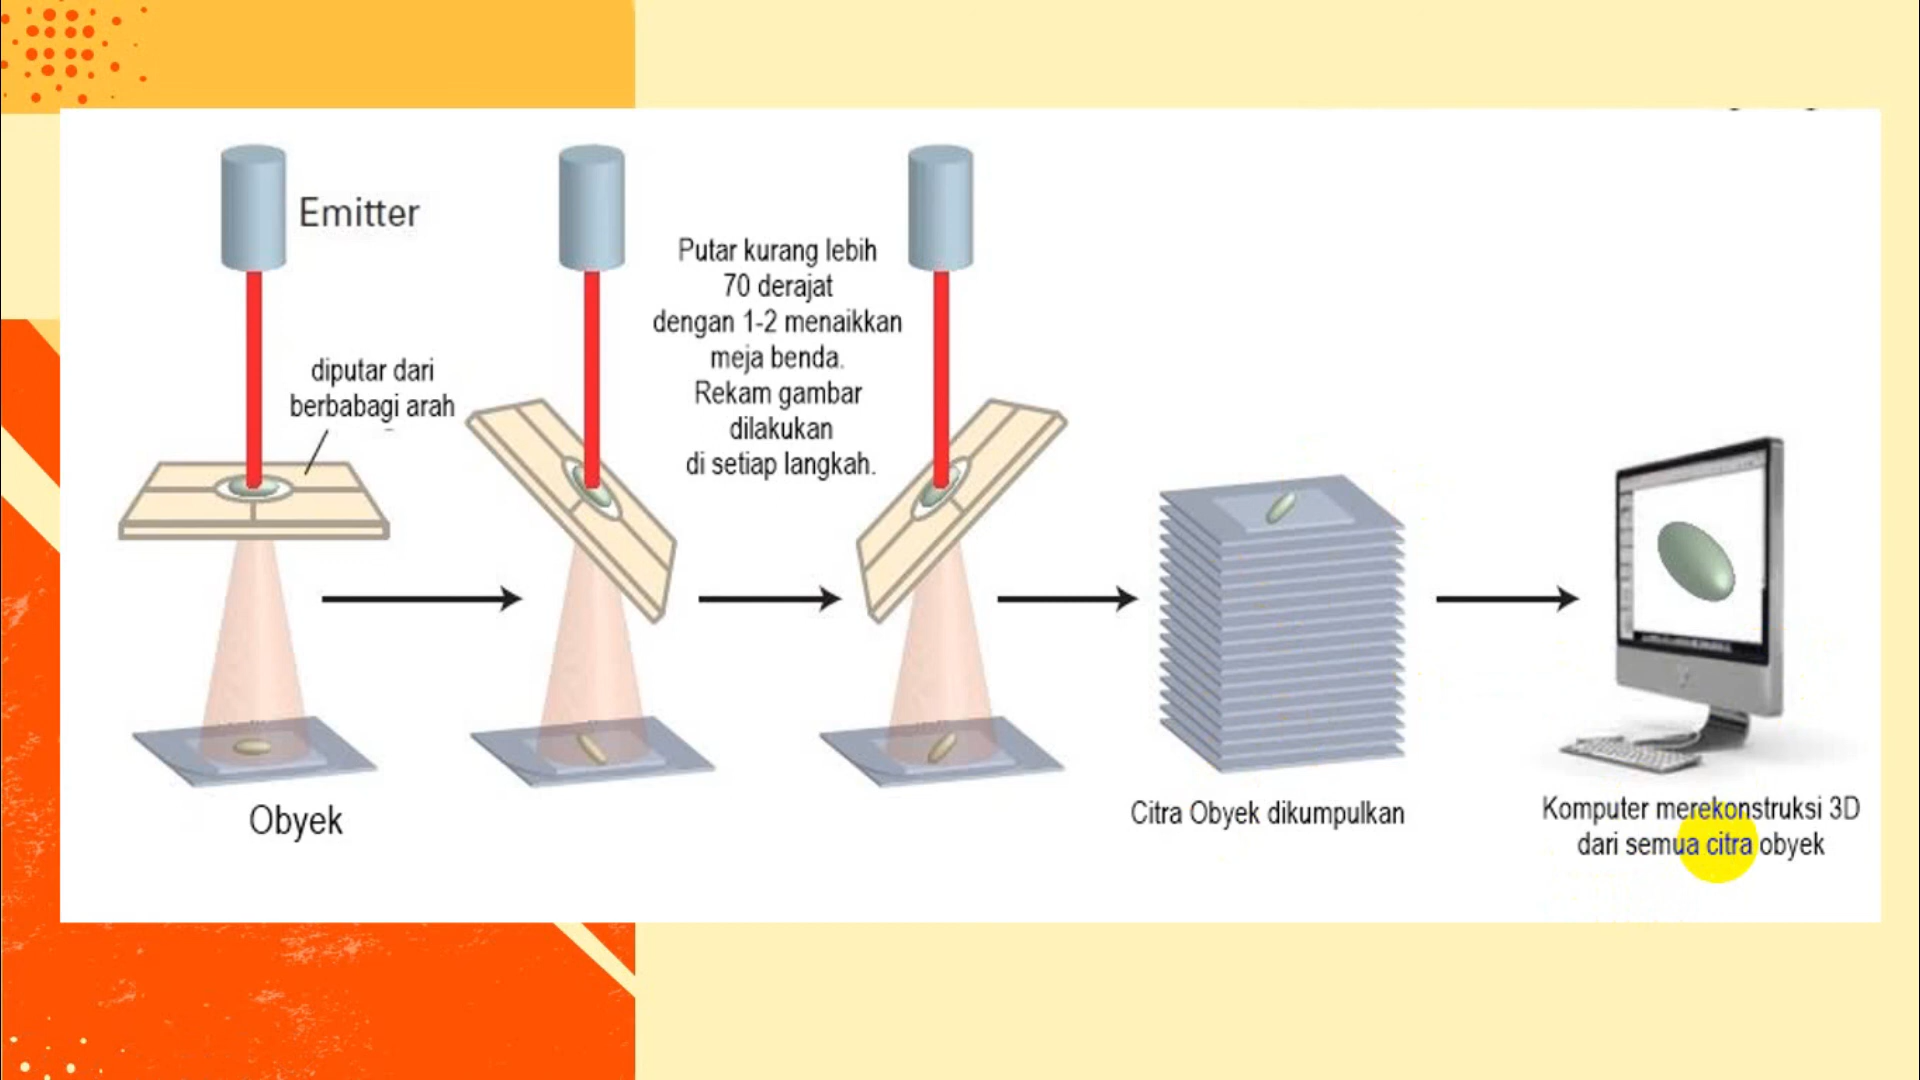 Emitter
diputar dari
berbabagi arah
Putar kurang lebih
70 derajat
dengan 1-2 menaikkan
meja benda.
Rekam gambar
dilakukan
di setiap langkah.
Obyek
Citra Obyek dikumpulkan
Komputer merekonstruksi 3D
dari semua citra obyek